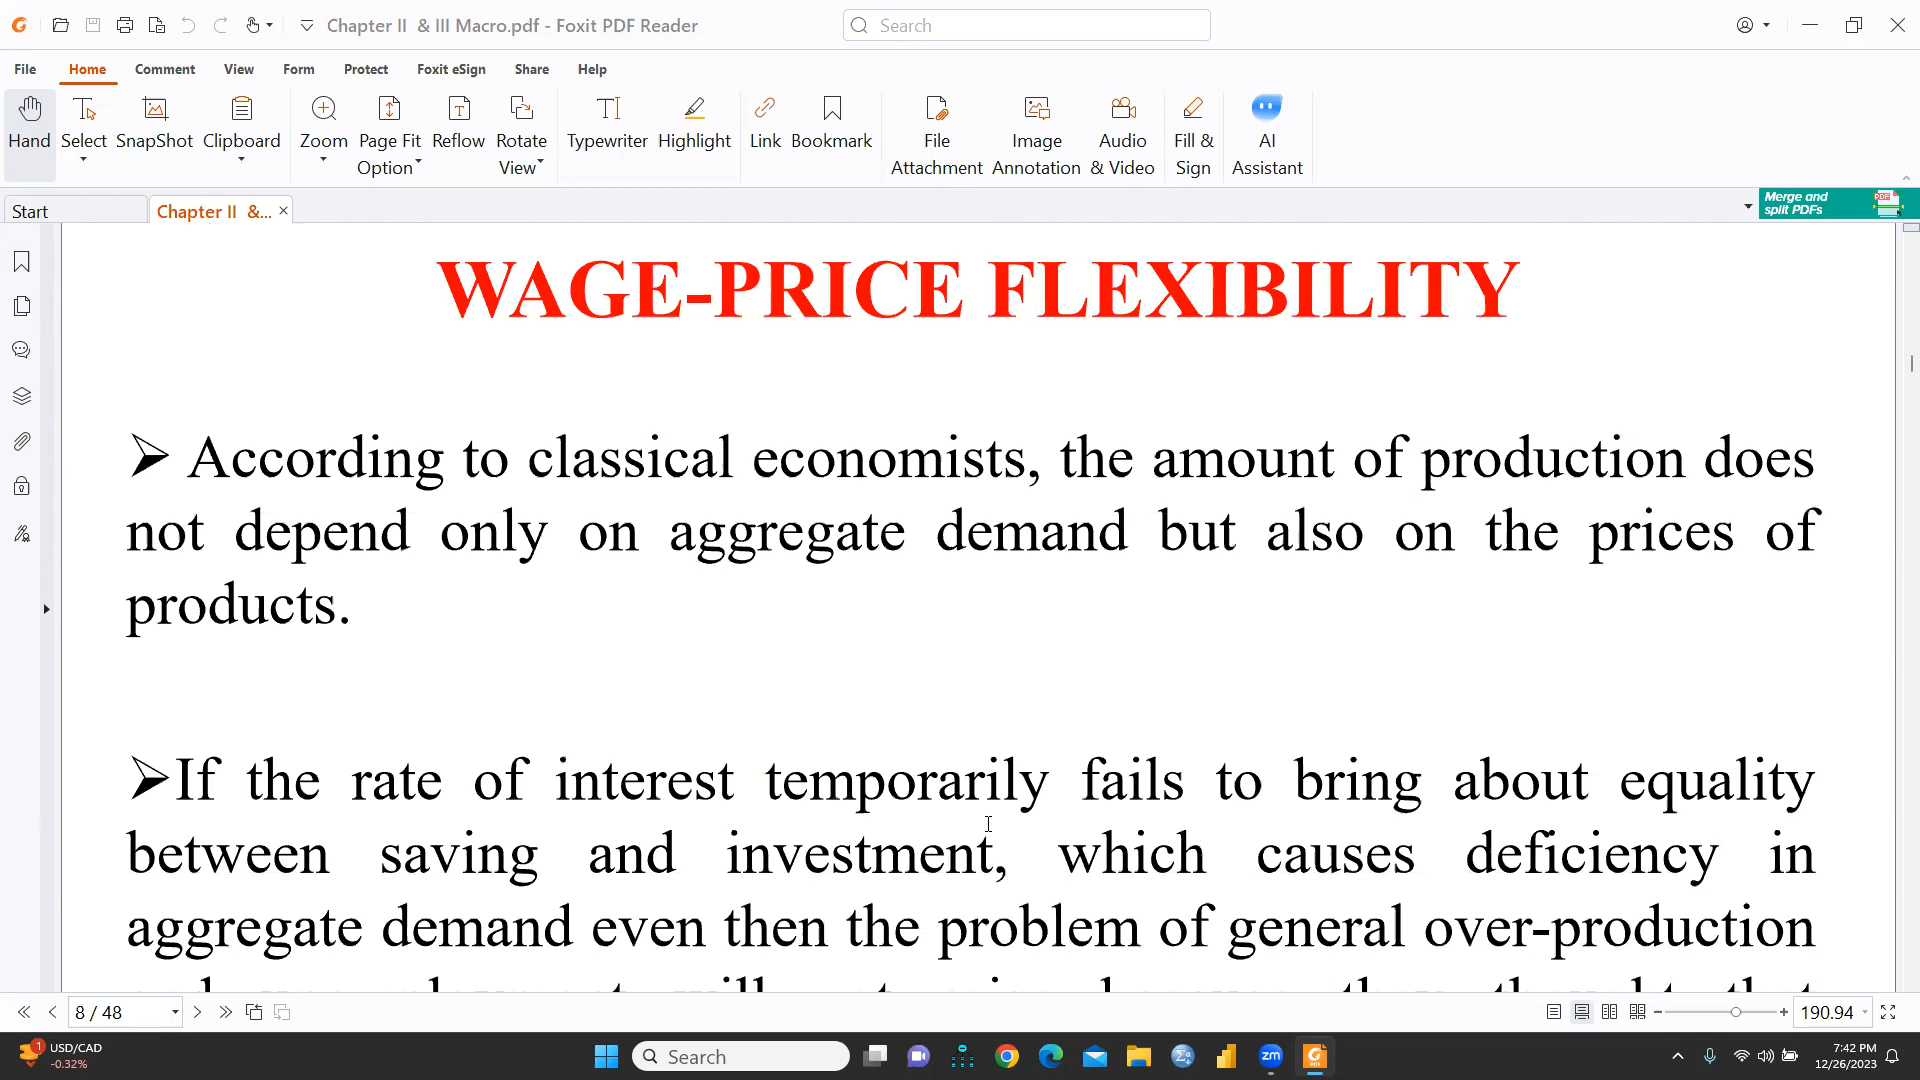 Chapter II & III Macro.pdf - Foxit PDF Reader
Search
File Home Comment View Form Protect Foxit eSign Share Help
Hand Select SnapShot Clipboard Zoom Page Fit Option Reflow Rotate View Typewriter Highlight Link Bookmark File Attachment Image Annotation Audio & Video Fill & Sign AI Assistant
Start Chapter II &...
Merge and
split PDFs
PDF
WAGE-PRICE FLEXIBILITY
According to classical economists, the amount of production does
not depend only on aggregate demand but also on the prices of
products.
If the rate of interest temporarily fails to bring about equality
between saving and investment, which causes deficiency in
aggregate demand even then the problem of general over-production
8 / 48
190.94
1
USD/CAD
-0.32%
Search
zm
7:42 PM
12/26/2023